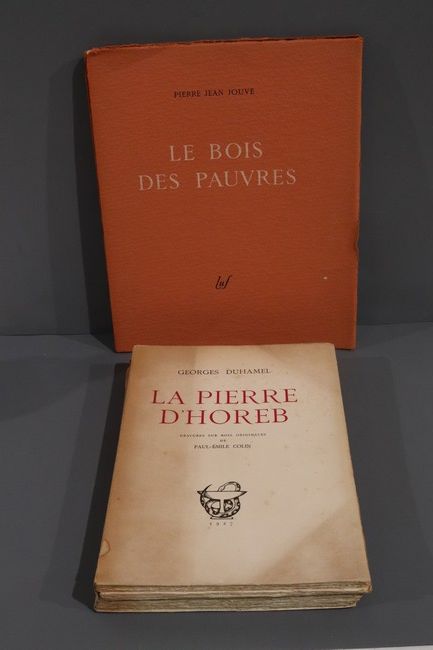 PIERRE JEAN JOUVE
LE BOIS
DES PAUVRES
luf
GEORGES DUHAMEL
LA PIERRE
D'HOREB
GRAVURES SUR BOIS ORIGINALES
DE
PAUL-ÉMILE COLIN
1927